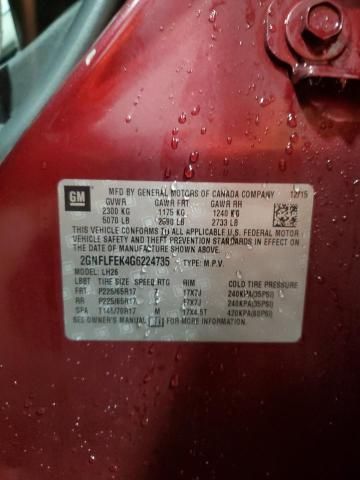 GM
MFD BY GENERAL MOTORS OF CANADA COMPANY 12/15
GVWR GAWR FRT GAWR RR
2300 KG 1175 KG 1240 KG
5070 LB 2590 LB 2733 LB
THIS VEHICLE CONFORMS TO ALL APPLICABLE U.S. FEDERAL
MOTOR VEHICLE SAFETY AND THEFT PREVENTION STANDARDS IN EFFECT
ON THE DATE OF MANUFACTURE SHOWN ABOVE.
2GNFLFEK4G6224735 TYPE: M.P.V.
MODEL: LH26
TIRE SIZE SPEED RTG RIM COLD TIRE PRESSURE
FRT P225/65R17 17X7J 240KPA(35PSI)
RR P225/65R17 17X7J 240KPA(35PSI)
SPA T145/70R17 M 17X4.5T 420KPA(60PSI)
SEE OWNER'S MANUAL FOR MORE INFORMATION.